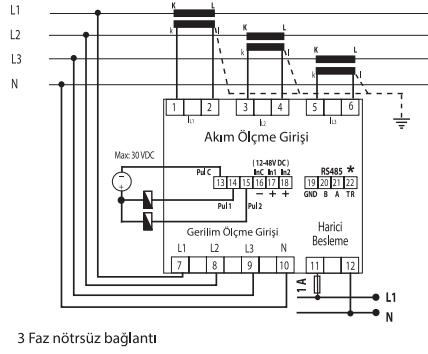 L1
L2
L3
N
K L
K L
K L
k l
k l
k l
1 2 3 4 5 6
IL1 IL2 IL3
Akım Ölçme Girişi
Max: 30 VDC
(12-48V DC)
RS485 *
Pul C
InC In1 In2
13 14 15 16 17 18 19 20 21 22
− + +
GND B A TR
Pul 1 Pul 2
Gerilim Ölçme Girişi
Harici
Besleme
L1 L2 L3 N
7 8 9 10 11 12
1 A
L1
N
3 Faz nötrsüz bağlantı